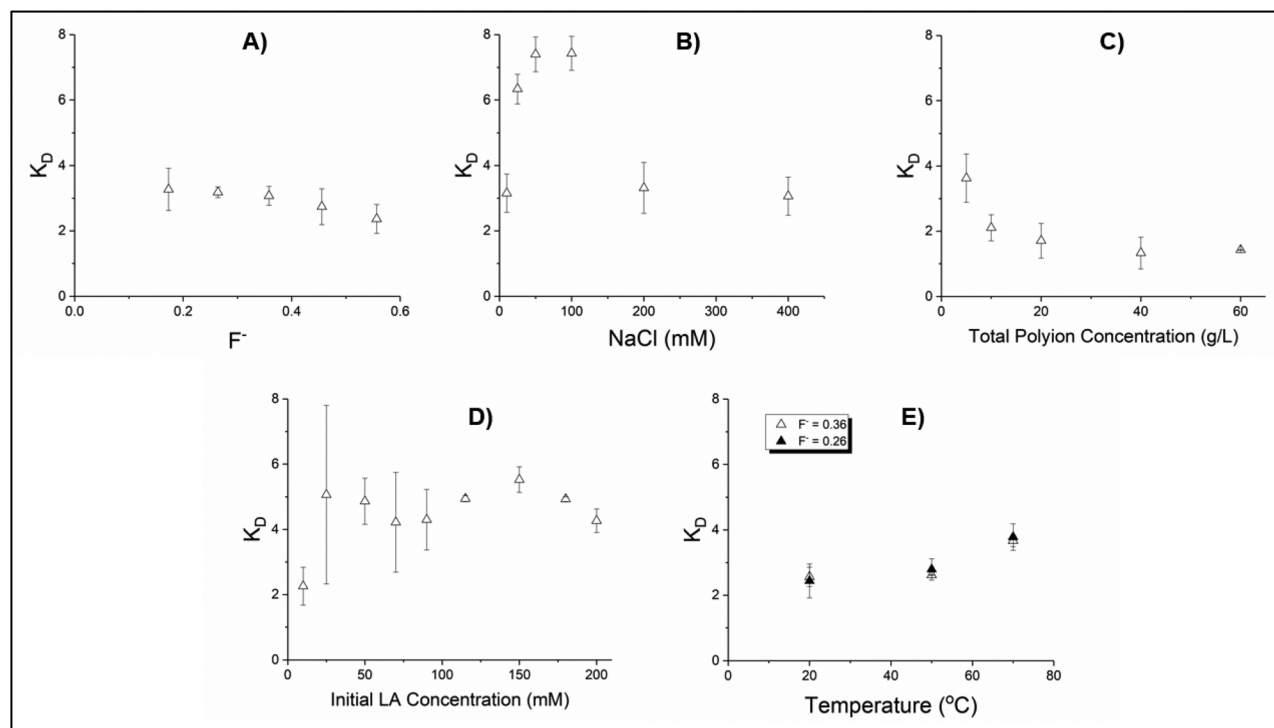 A)
8
6
4
2
0
K_D
0.0 0.2 0.4 0.6
F⁻
B)
8
6
4
2
0
K_D
0 100 200 300 400
NaCl (mM)
C)
8
6
4
2
0
K_D
0 20 40 60
Total Polyion Concentration (g/L)
D)
8
6
4
2
0
K_D
0 50 100 150 200
Initial LA Concentration (mM)
E)
F⁻ = 0.36
F⁻ = 0.26
8
6
4
2
0
K_D
0 20 40 60 80
Temperature (°C)